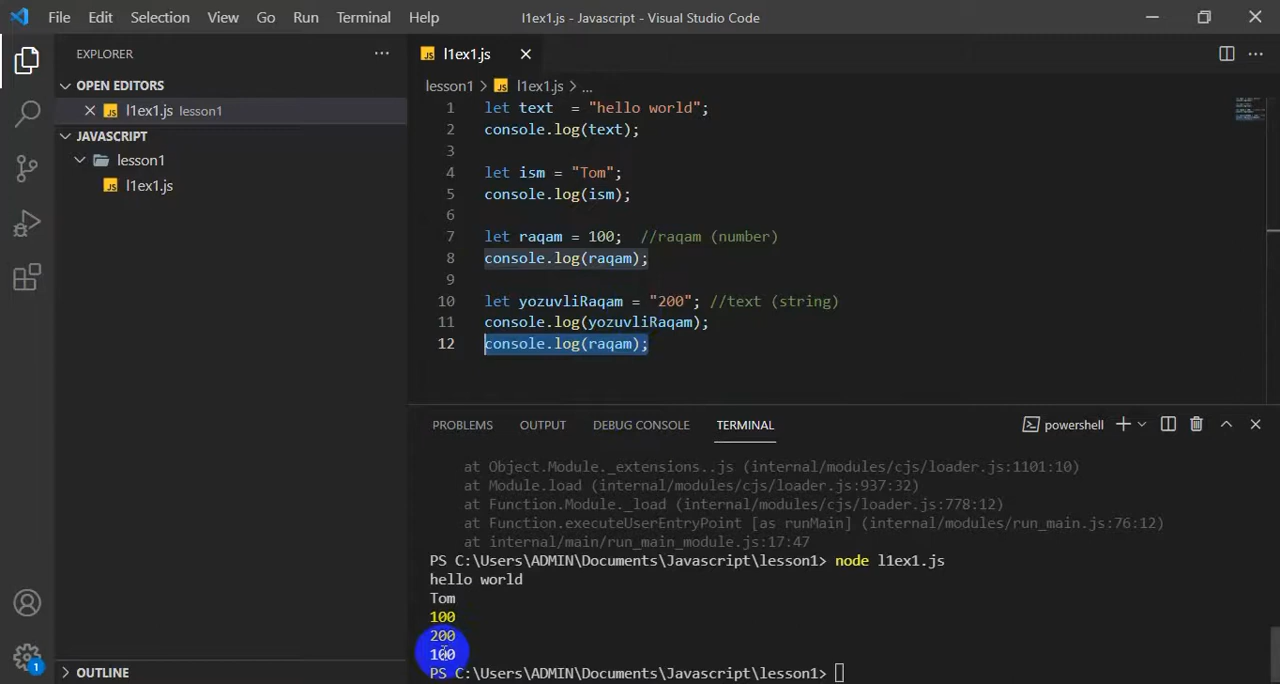 File Edit Selection View Go Run Terminal Help l1ex1.js - Javascript - Visual Studio Code
EXPLORER
OPEN EDITORS
l1ex1.js lesson1
JAVASCRIPT
lesson1
l1ex1.js
OUTLINE
1
l1ex1.js
lesson1 > l1ex1.js > ...
1 let text = "hello world";
2 console.log(text);
3
4 let ism = "Tom";
5 console.log(ism);
6
7 let raqam = 100; //raqam (number)
8 console.log(raqam);
9
10 let yozuvliRaqam = "200"; //text (string)
11 console.log(yozuvliRaqam);
12 console.log(raqam);
PROBLEMS OUTPUT DEBUG CONSOLE TERMINAL powershell
at Object.Module._extensions..js (internal/modules/cjs/loader.js:1101:10)
at Module.load (internal/modules/cjs/loader.js:937:32)
at Function.Module._load (internal/modules/cjs/loader.js:778:12)
at Function.executeUserEntryPoint [as runMain] (internal/modules/run_main.js:76:12)
at internal/main/run_main_module.js:17:47
PS C:\Users\ADMIN\Documents\Javascript\lesson1> node l1ex1.js
hello world
Tom
100
200
100
PS C:\Users\ADMIN\Documents\Javascript\lesson1>